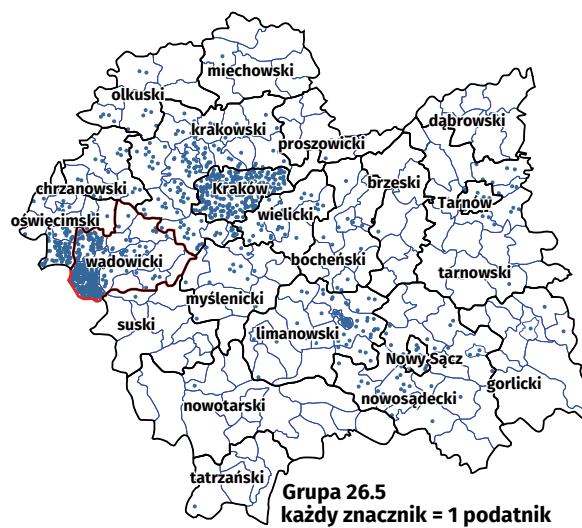 miechowski
olkuski
krakowski
proszowicki
dąbrowski
chrzanowski
Kraków
brzeski
Tarnów
oświęcimski
wielicki
wadowicki
bocheński
tarnowski
myślenicki
suski
limanowski
Nowy Sącz
gorlicki
nowosądecki
nowotarski
tatrzański
Grupa 26.5
każdy znacznik = 1 podatnik